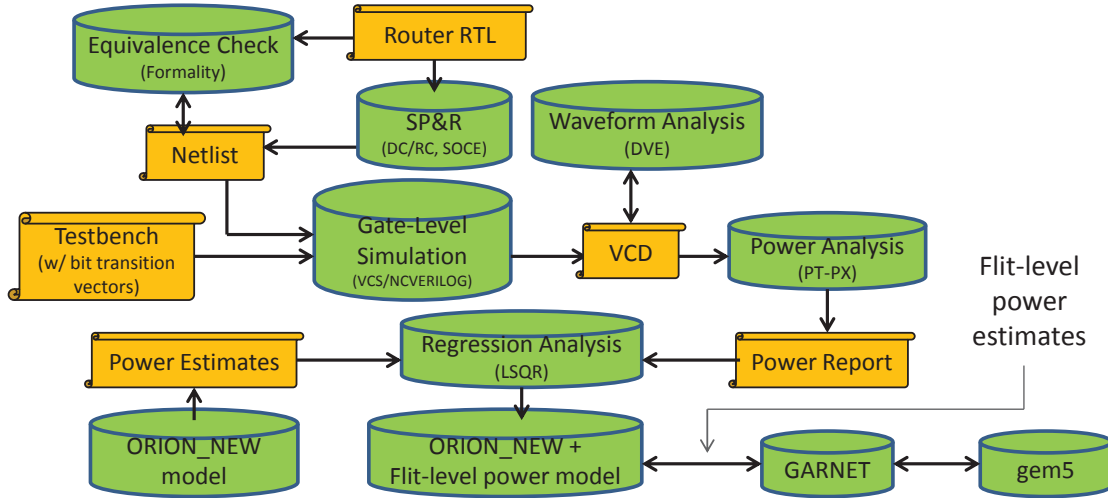 Equivalence Check
(Formality)
Router RTL
SP&R
(DC/RC, SOCE)
Waveform Analysis
(DVE)
Netlist
Testbench
(w/ bit transition
vectors)
Gate-Level
Simulation
(VCS/NCVERILOG)
VCD
Power Analysis
(PT-PX)
Flit-level
power
estimates
Power Estimates
Regression Analysis
(LSQR)
Power Report
ORION_NEW
model
ORION_NEW +
Flit-level power model
GARNET
gem5